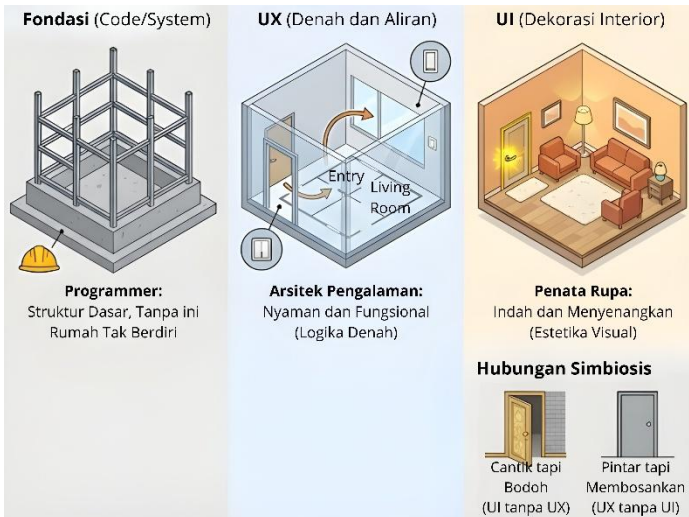 Fondasi (Code/System)
Programmer:
Struktur Dasar, Tanpa ini
Rumah Tak Berdiri
UX (Denah dan Aliran)
Entry
Living
Room
Arsitek Pengalaman:
Nyaman dan Fungsional
(Logika Denah)
UI (Dekorasi Interior)
Penata Rupa:
Indah dan Menyenangkan
(Estetika Visual)
Hubungan Simbiosis
Cantik tapi
Bodoh
(UI tanpa UX)
Pintar tapi
Membosankan
(UX tanpa UI)